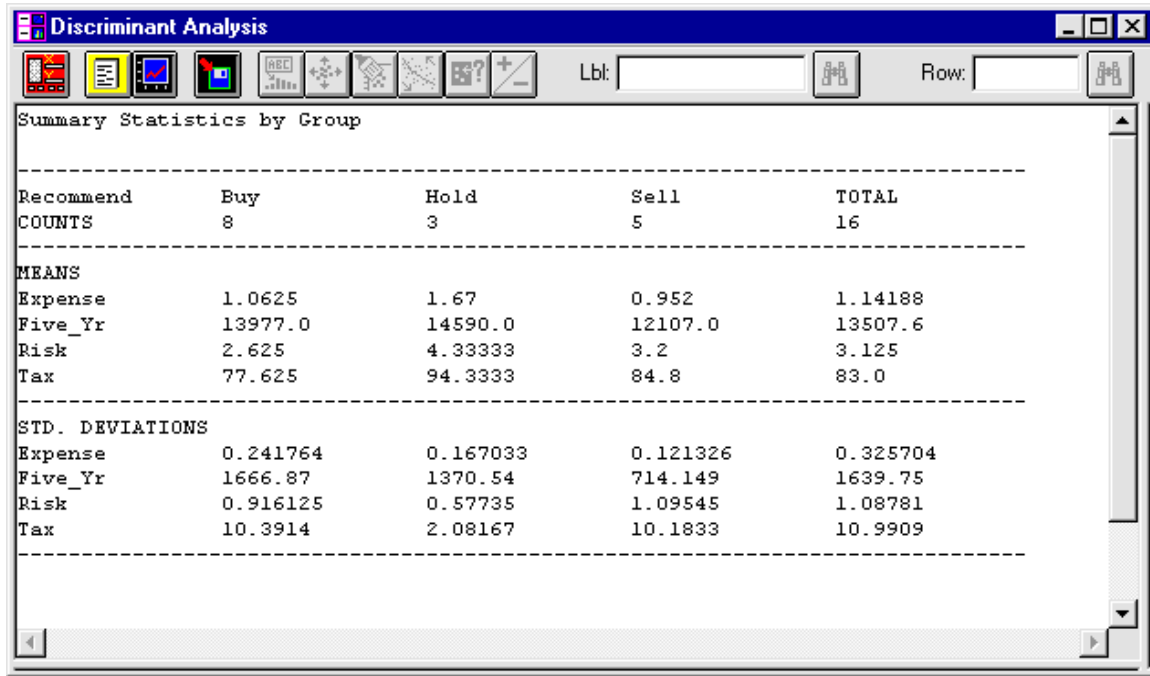 Discriminant Analysis
ABC ? + − Lbl: Row:
Summary Statistics by Group
--------------------------------------------------------------------------------
Recommend Buy Hold Sell TOTAL
COUNTS 8 3 5 16
--------------------------------------------------------------------------------
MEANS
Expense 1.0625 1.67 0.952 1.14188
Five_Yr 13977.0 14590.0 12107.0 13507.6
Risk 2.625 4.33333 3.2 3.125
Tax 77.625 94.3333 84.8 83.0
--------------------------------------------------------------------------------
STD. DEVIATIONS
Expense 0.241764 0.167033 0.121326 0.325704
Five_Yr 1666.87 1370.54 714.149 1639.75
Risk 0.916125 0.57735 1.09545 1.08781
Tax 10.3914 2.08167 10.1833 10.9909
--------------------------------------------------------------------------------